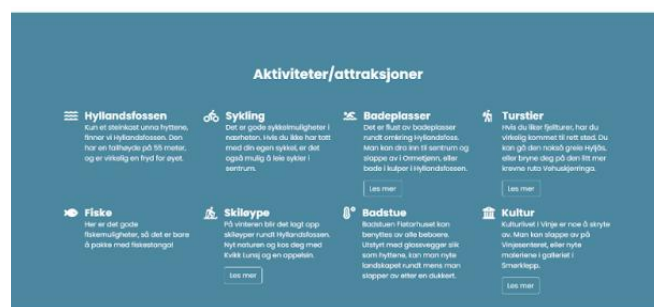 Aktiviteter/attraksjoner
Hyllandsfossen
Kun et steinkast unna hyttene,
finner vi Hyllandsfossen. Den
har en fallhøyde på 55 meter,
og er virkelig en fryd for øyet.
Sykling
Det er gode sykkelmuligheter i
nærheten. Hvis du ikke har tatt
med din egen sykkel, er det
også mulig å leie sykler i
sentrum.
Badeplasser
Det er flust av badeplasser
rundt omkring Hyllandsfoss.
Man kan dra inn til sentrum og
slappe av i Ormetjønn, eller
bade i kulper i Hyllandsfossen.
Les mer
Turstier
Hvis du liker fjellturer, har du
virkelig kommet til rett sted. Du
kan gå den nokså greie Hyljås,
eller bryne deg på den litt mer
krevne ruta Vehuskjerringa.
Les mer
Fiske
Her er det gode
fiskemuligheter, så det er bare
å pakke med fiskestanga!
Skiløype
På vinteren blir det lagt opp
skiløyper rundt Hyllandsfossen.
Nyt naturen og kos deg med
Kvikk Lunsj og en appelsin.
Les mer
Badstue
Badstuen Fløtarhuset kan
benyttes av alle beboere.
Utstyrt med glassvegger slik
som hyttene, kan man nyte
landskapet rundt mens man
slapper av etter en dukkert.
Kultur
Kulturlivet i Vinje er noe å skryte
av. Man kan slappe av på
Vinjesenteret, eller nyte
maleriene i galleriet i
Smørklepp.
Les mer